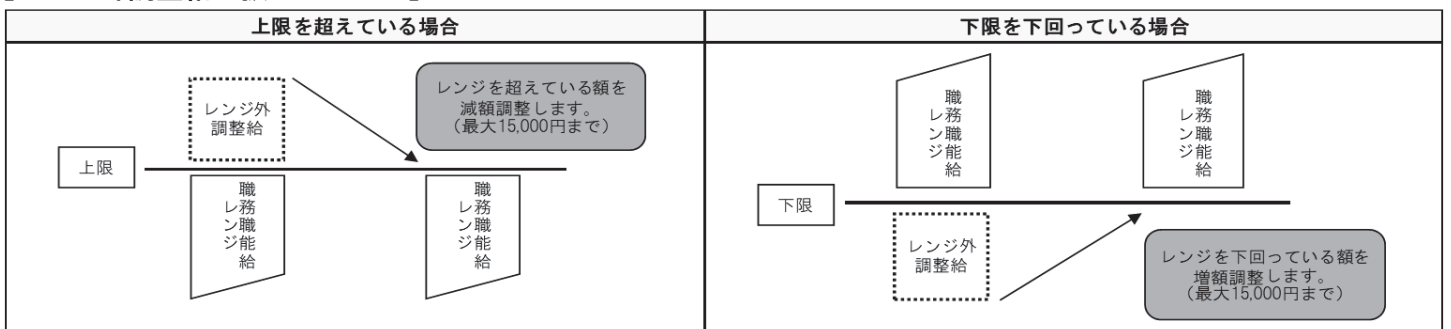 上限を超えている場合
レンジ外
調整給
レンジを超えている額を
減額調整します。
(最大15,000円まで)
上限
職務職能給
レンジ
職務職能給
レンジ
下限を下回っている場合
職務職能給
レンジ
職務職能給
レンジ
下限
レンジ外
調整給
レンジを下回っている額を
増額調整します。
(最大15,000円まで)